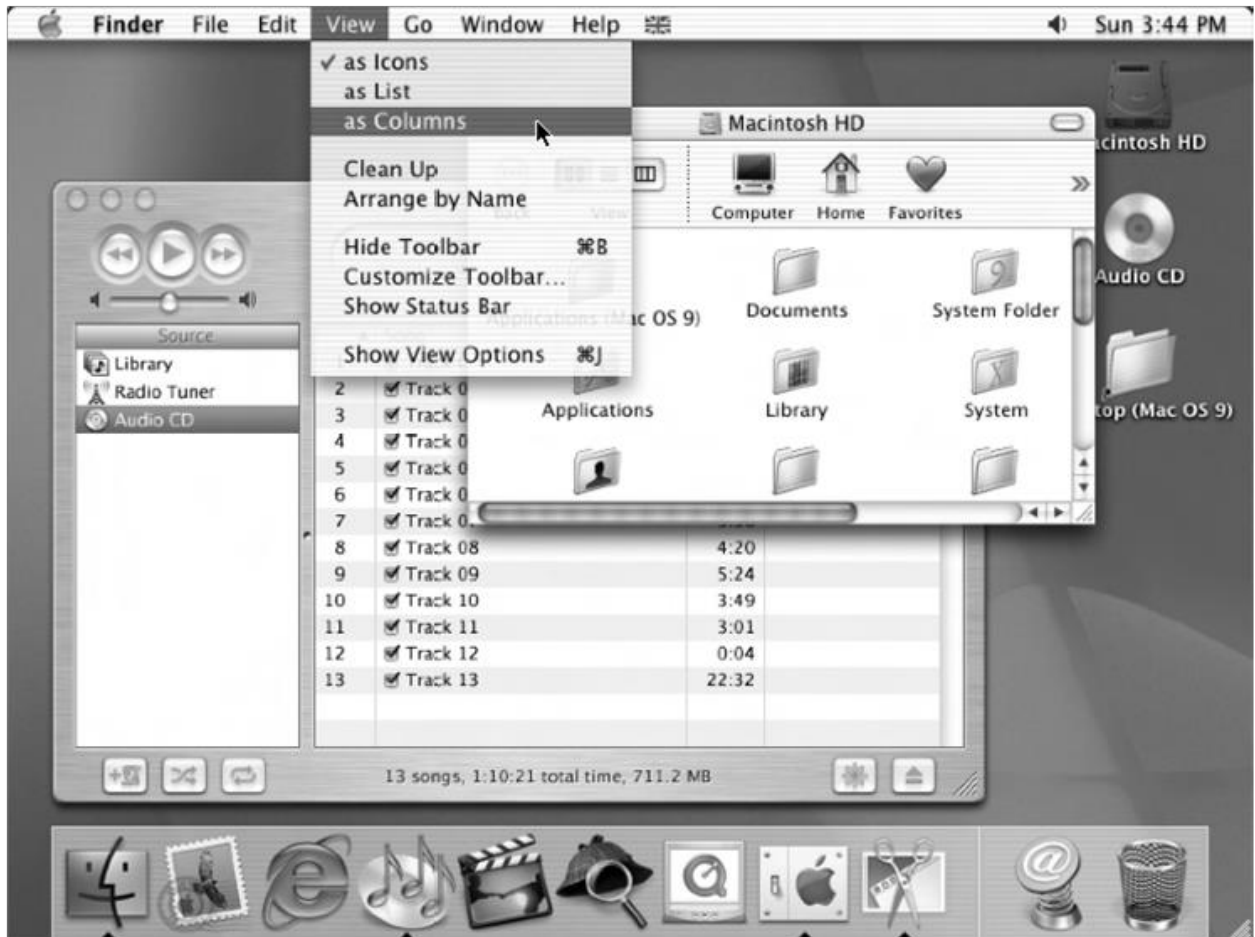 Finder File Edit View Go Window Help Sun 3:44 PM
✓ as Icons
as List
as Columns
Clean Up
Arrange by Name
Hide Toolbar ⌘B
Customize Toolbar...
Show Status Bar
Show View Options ⌘J
Macintosh HD
Back View Computer Home Favorites
Documents System Folder
Applications (Mac OS 9)
Applications Library System
acintosh HD
Audio CD
top (Mac OS 9)
Source
Library
Radio Tuner
Audio CD
2 Track 0
3 Track 0
4 Track 0
5 Track 0
6 Track 0
7 Track 0
8 Track 08 4:20
9 Track 09 5:24
10 Track 10 3:49
11 Track 11 3:01
12 Track 12 0:04
13 Track 13 22:32
13 songs, 1:10:21 total time, 711.2 MB